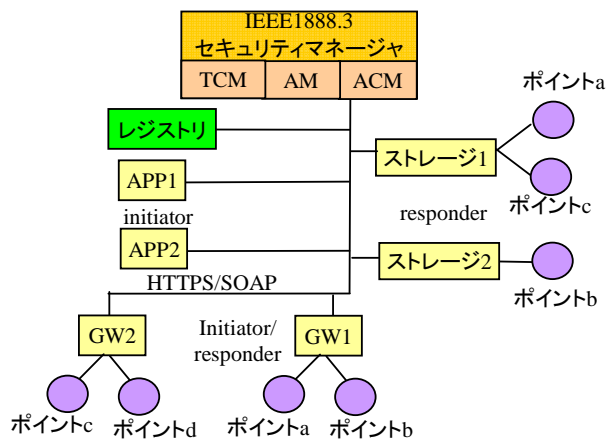 IEEE1888.3
セキュリティマネージャ
TCM
AM
ACM
レジストリ
ポイントa
ストレージ1
APP1
ポイントc
initiator
responder
APP2
ストレージ2
HTTPS/SOAP
ポイントb
GW2
Initiator/
responder
GW1
ポイントc
ポイントd
ポイントa
ポイントb